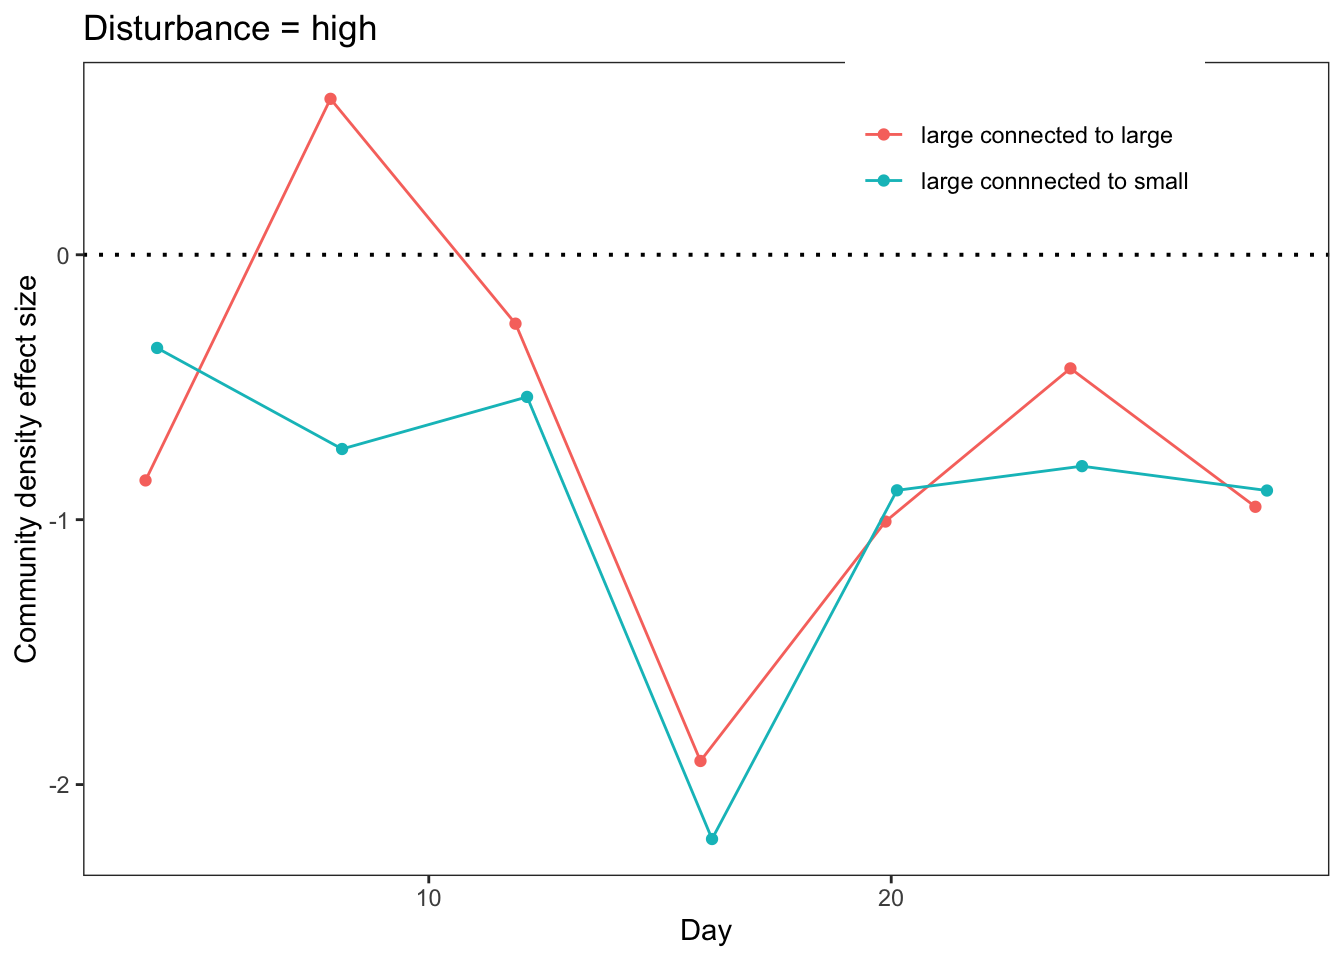 Disturbance = high
large connected to large
large connnected to small
0
-1
-2
Community density effect size
10
20
Day